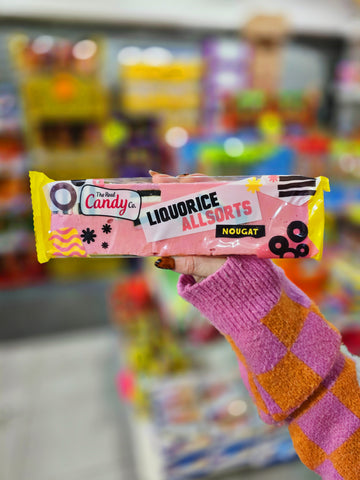 The Real
Candy Co.
LIQUORICE
ALLSORTS
NOUGAT